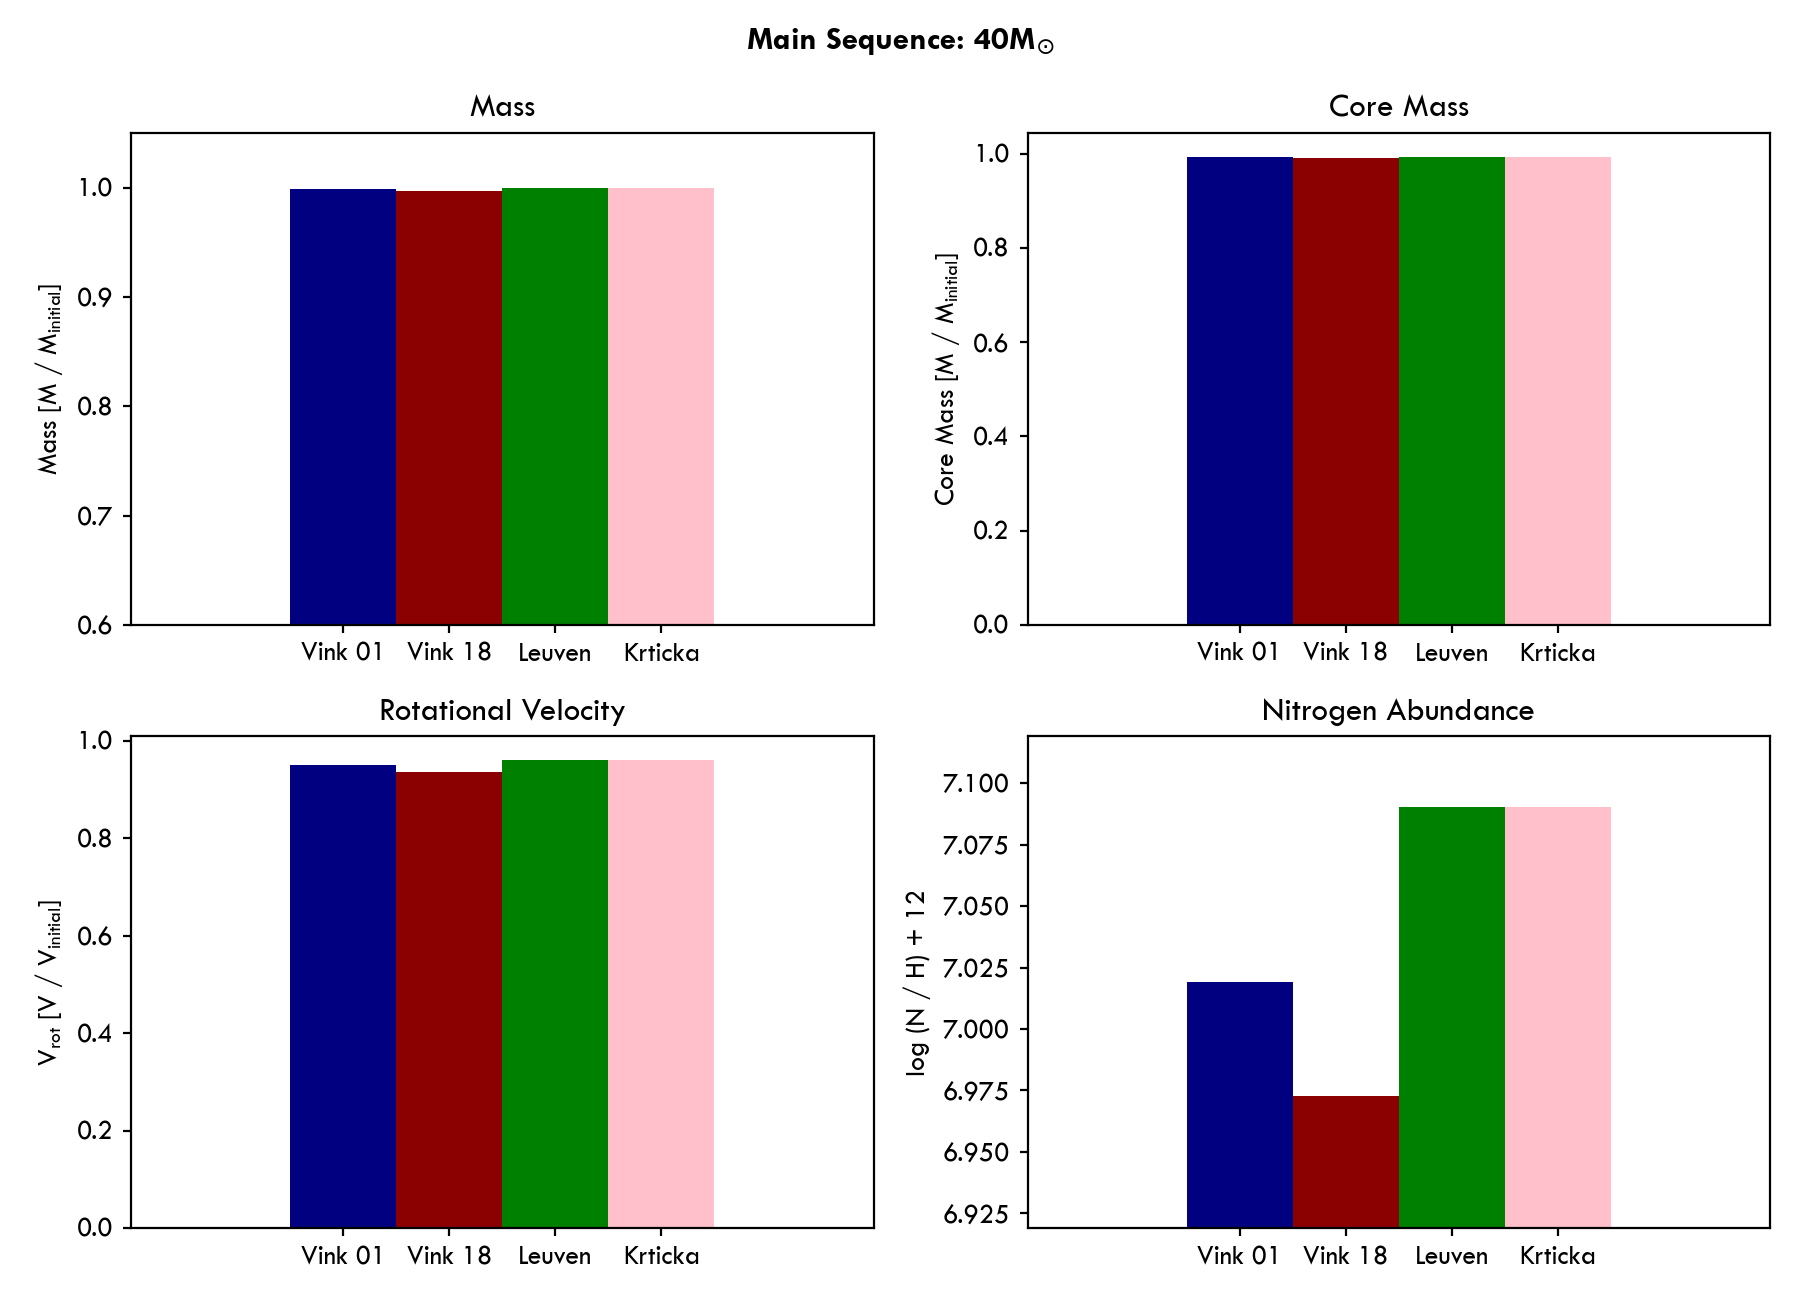 Main Sequence: 40M☉
Mass
Mass [M / Minitial]
1.0
0.9
0.8
0.7
0.6
Vink 01 Vink 18 Leuven Krticka
Core Mass
Core Mass [M / Minitial]
1.0
0.8
0.6
0.4
0.2
0.0
Vink 01 Vink 18 Leuven Krticka
Rotational Velocity
Vrot [V / Vinitial]
1.0
0.8
0.6
0.4
0.2
0.0
Vink 01 Vink 18 Leuven Krticka
Nitrogen Abundance
log (N / H) + 12
7.100
7.075
7.050
7.025
7.000
6.975
6.950
6.925
Vink 01 Vink 18 Leuven Krticka